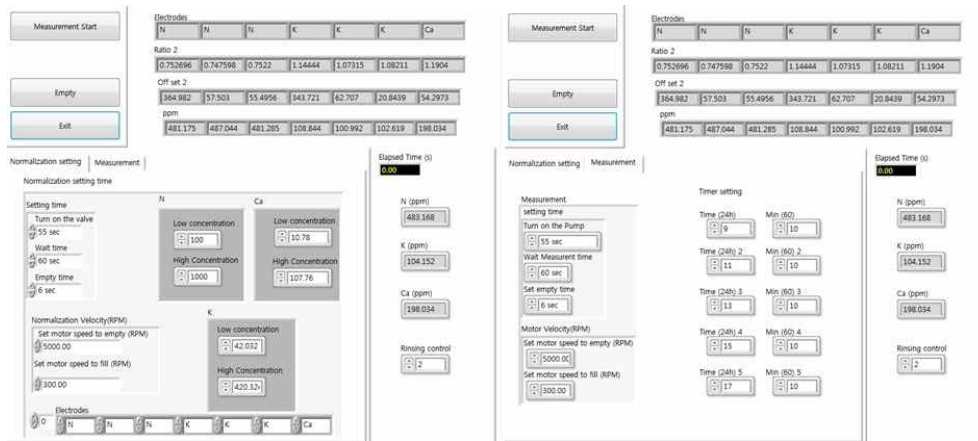 Measurement Start
Empty
Exit
Electrodes
N N N K K K Ca
Ratio 2
0.752696 0.747598 0.7522 1.14444 1.07315 1.08211 1.1904
Off set 2
364.982 57.503 55.4956 343.721 62.707 20.8439 54.2973
ppm
481.175 487.044 481.285 108.844 100.992 102.619 198.034
Normalization setting Measurement
Normalization setting time
Setting time
Turn on the valve
55 sec
Wait time
60 sec
Empty time
6 sec
N
Low concentration
100
High Concentration
1000
Ca
Low concentration
10.78
High Concentration
107.76
Normalization Velocity(RPM)
Set motor speed to empty (RPM)
5000.00
Set motor speed to fill (RPM)
300.00
K
Low concentration
42.032
High Concentration
420.324
Electrodes
0 N N N K K K Ca
Elapsed Time (s)
0.00
N (ppm)
483.168
K (ppm)
104.152
Ca (ppm)
198.034
Rinsing control
2
Measurement Start
Empty
Exit
Electrodes
N N N K K K Ca
Ratio 2
0.752696 0.747598 0.7522 1.14444 1.07315 1.08211 1.1904
Off set 2
364.982 57.503 55.4956 343.721 62.707 20.8439 54.2973
ppm
481.175 487.044 481.285 108.844 100.992 102.619 198.034
Normalization setting Measurement
Measurement
setting time
Turn on the Pump
55 sec
Wait Measurent time
60 sec
Set empty time
6 sec
Motor Velocity(RPM)
Set motor speed to empty (RPM)
5000.00
Set motor speed to fill (RPM)
300.00
Timer setting
Time (24h) Min (60)
9 10
Time (24h) 2 Min (60) 2
11 10
Time (24h) 3 Min (60) 3
13 10
Time (24h) 4 Min (60) 4
15 10
Time (24h) 5 Min (60) 5
17 10
Elapsed Time (s)
0.00
N (ppm)
483.168
K (ppm)
104.152
Ca (ppm)
198.034
Rinsing control
2